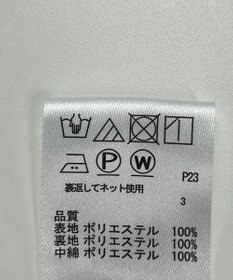 P W P23
裏返してネット使用
3
品質
表地 ポリエステル 100%
裏地 ポリエステル 100%
中綿 ポリエステル 100%